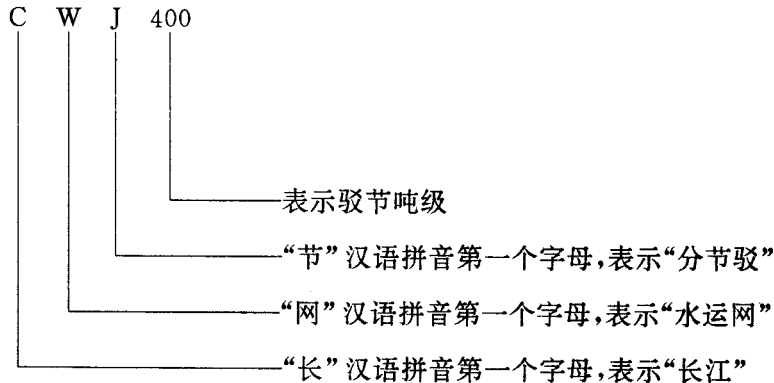 C W J 400
表示驳节吨级
“节”汉语拼音第一个字母,表示“分节驳”
“网”汉语拼音第一个字母,表示“水运网”
“长”汉语拼音第一个字母,表示“长江”